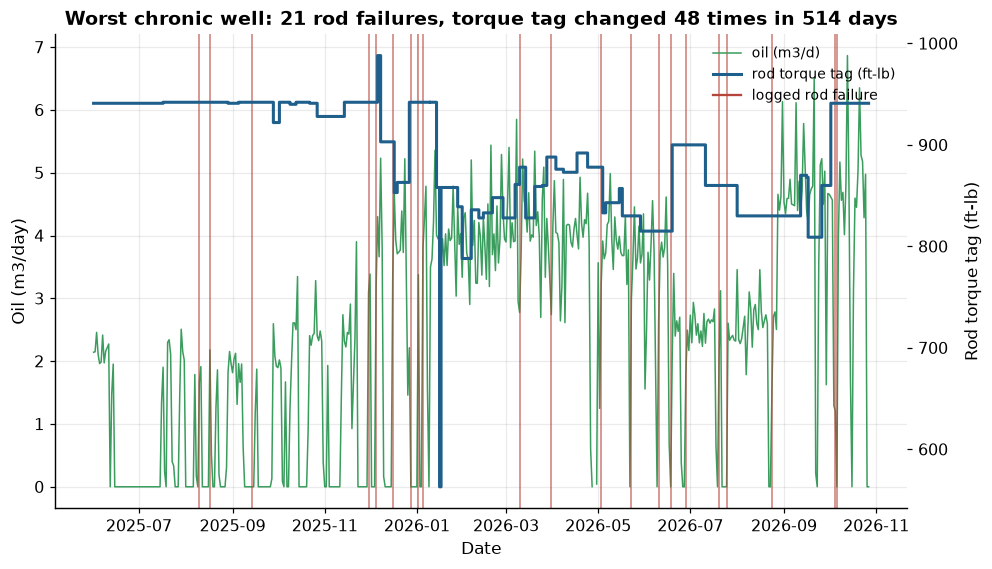 Worst chronic well: 21 rod failures, torque tag changed 48 times in 514 days
oil (m3/d)
rod torque tag (ft-lb)
logged rod failure
7
6
5
4
3
2
1
0
Oil (m3/day)
1000
900
800
700
600
Rod torque tag (ft-lb)
2025-07 2025-09 2025-11 2026-01 2026-03 2026-05 2026-07 2026-09 2026-11
Date